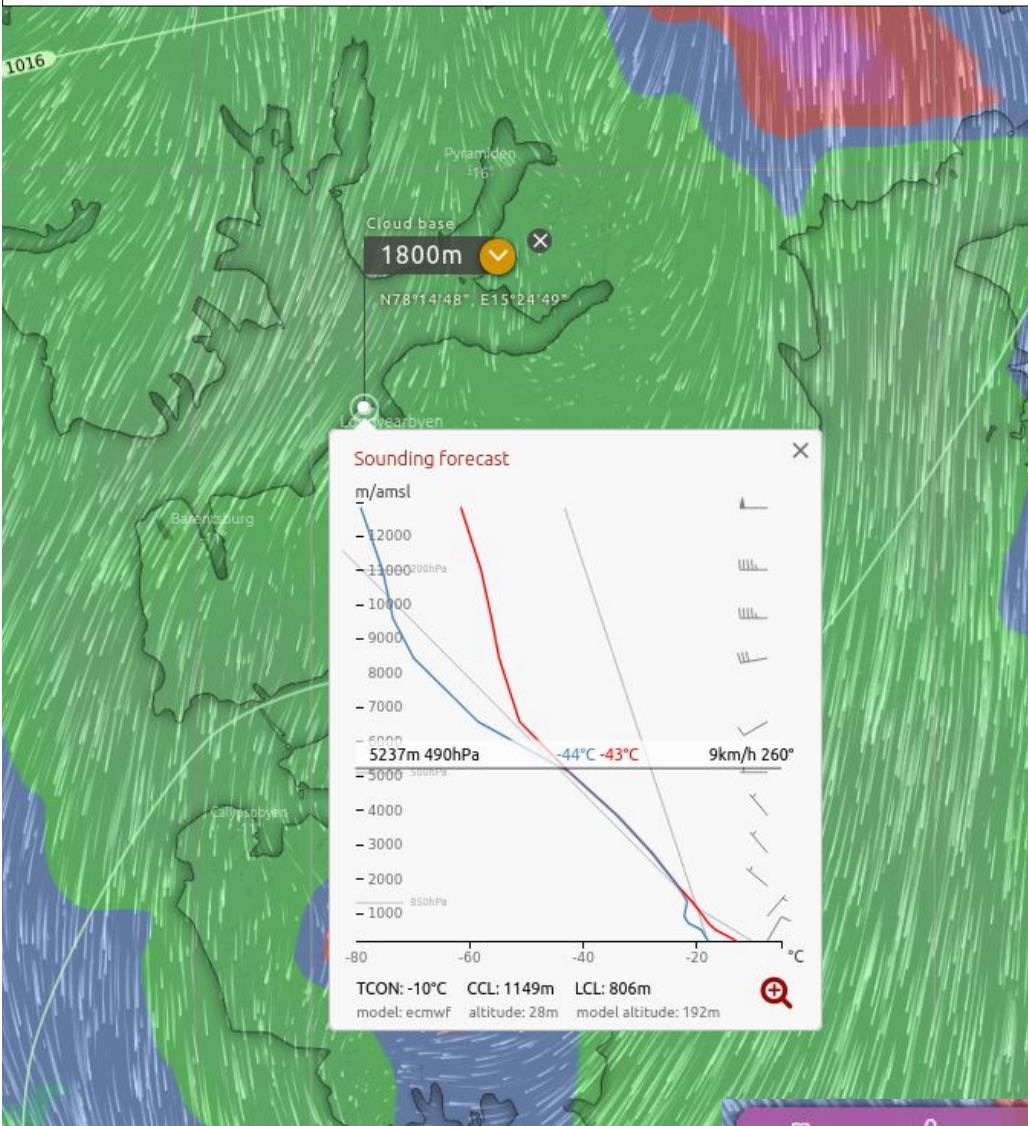 1016
Pyramiden
-16°
Cloud base
1800m
N78°14'48", E15°24'49"
Longyearbyen
Sounding forecast
m/amsl
12000
11000 200hPa
10000
Barentsburg
9000
8000
7000
6000
5237m 490hPa -44°C -43°C 9km/h 260°
5000 500hPa
4000
Calypsobyen
3000
2000
850hPa
1000
-80 -60 -40 -20 °C
TCON: -10°C CCL: 1149m LCL: 806m
model: ecmwf altitude: 28m model altitude: 192m